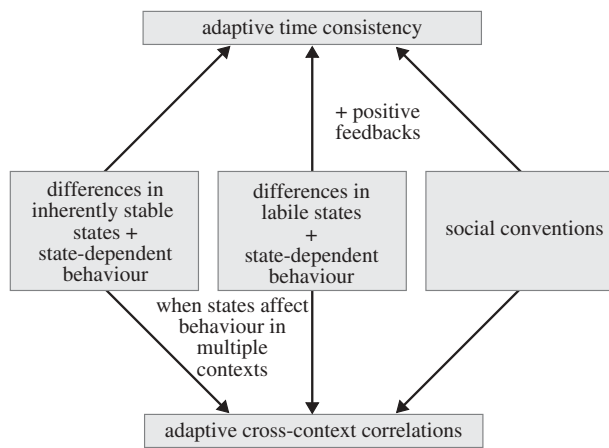 adaptive time consistency
+ positive
feedbacks
differences in
inherently stable
states +
state-dependent
behaviour
differences in
labile states
+
state-dependent
behaviour
social conventions
when states affect
behaviour in
multiple
contexts
adaptive cross-context correlations